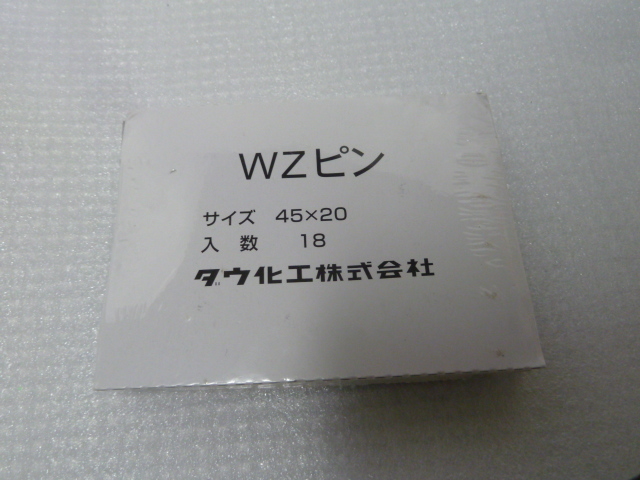 WZピン
サイズ 45×20
入数 18
ダウ化工株式会社